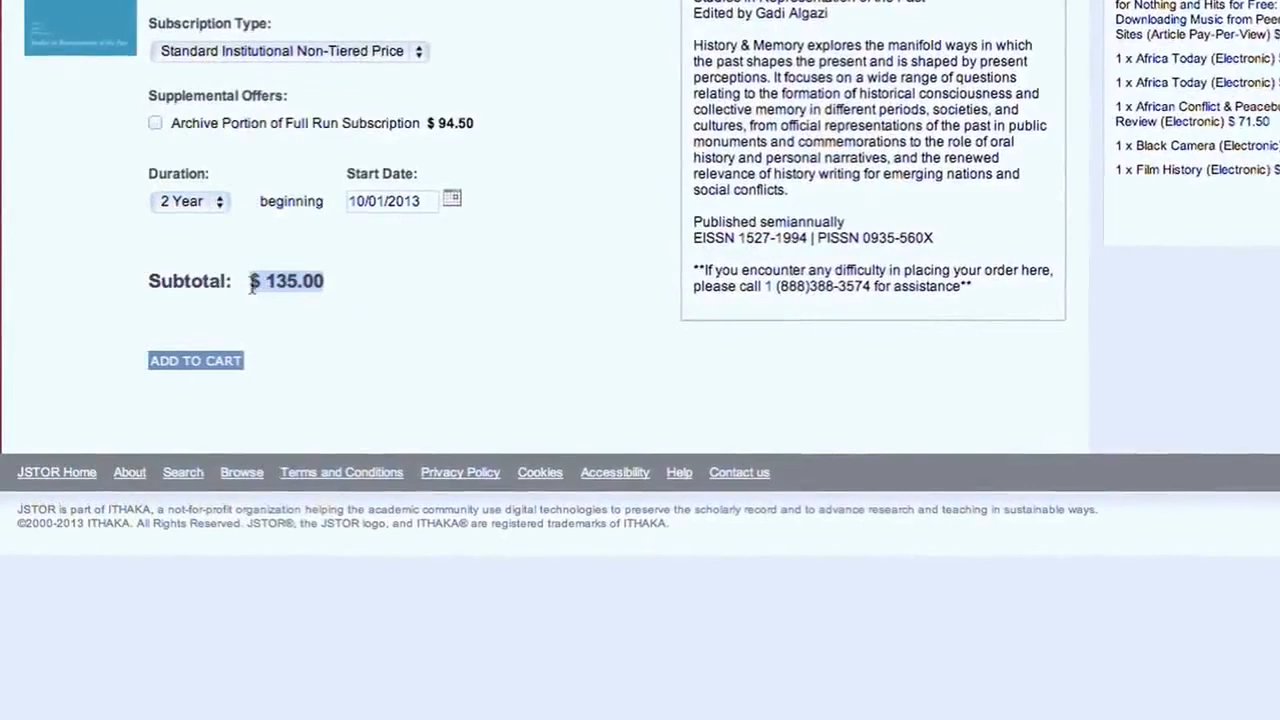 Subscription Type:
Standard Institutional Non-Tiered Price
Supplemental Offers:
Archive Portion of Full Run Subscription $ 94.50
Duration:
Start Date:
2 Year
beginning
10/01/2013
Subtotal: $ 135.00
ADD TO CART
Edited by Gadi Algazi
History & Memory explores the manifold ways in which
the past shapes the present and is shaped by present
perceptions. It focuses on a wide range of questions
relating to the formation of historical consciousness and
collective memory in different periods, societies, and
cultures, from official representations of the past in public
monuments and commemorations to the role of oral
history and personal narratives, and the renewed
relevance of history writing for emerging nations and
social conflicts.
Published semiannually
EISSN 1527-1994 | PISSN 0935-560X
**If you encounter any difficulty in placing your order here,
please call 1 (888)388-3574 for assistance**
for Nothing and Hits for Free:
Downloading Music from
Sites (Article Pay-Per-View) $
1 x Africa Today (Electronic)
1 x Africa Today (Electronic)
1 x African Conflict &
Review (Electronic) $ 71.50
1 x Black Camera (Electronic)
1 x Film History (Electronic) $
JSTOR Home About Search Browse Terms and Conditions Privacy Policy Cookies Accessibility Help Contact us
JSTOR is part of ITHAKA, a not-for-profit organization helping the academic community use digital technologies to preserve the scholarly record and to advance research and teaching in sustainable ways.
©2000-2013 ITHAKA. All Rights Reserved. JSTOR®, the JSTOR logo, and ITHAKA® are registered trademarks of ITHAKA.